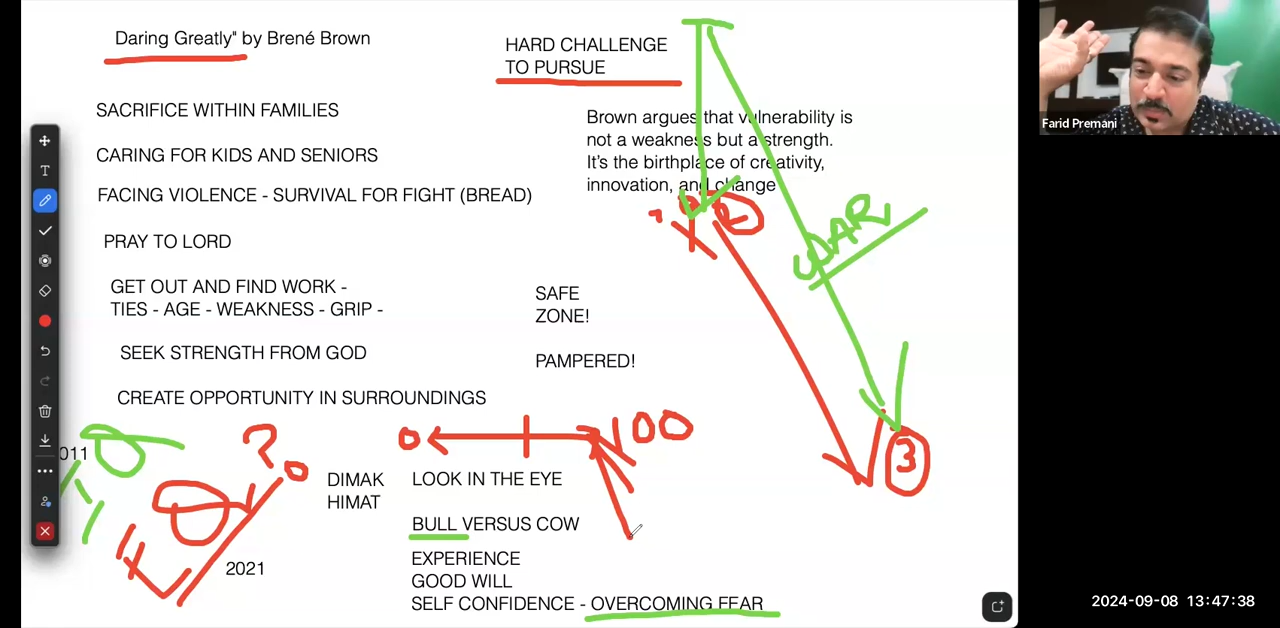 Daring Greatly" by Brené Brown
HARD CHALLENGE
TO PURSUE
Farid Premani
SACRIFICE WITHIN FAMILIES
Brown argues that vulnerability is
not a weakness but a strength.
It's the birthplace of creativity,
innovation, and change
CARING FOR KIDS AND SENIORS
FACING VIOLENCE - SURVIVAL FOR FIGHT (BREAD)
PRAY TO LORD
WAR
GET OUT AND FIND WORK -
TIES - AGE - WEAKNESS - GRIP -
SAFE
ZONE!
SEEK STRENGTH FROM GOD
PAMPERED!
CREATE OPPORTUNITY IN SURROUNDINGS
0
100
?
011
3
DIMAK
HIMAT
LOOK IN THE EYE
BULL VERSUS COW
EXPERIENCE
GOOD WILL
SELF CONFIDENCE - OVERCOMING FEAR
2021
2024-09-08 13:47:38